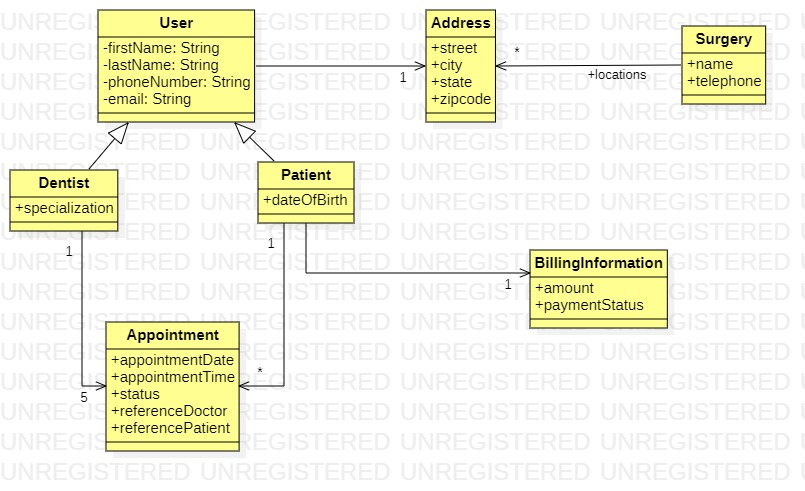 User
-firstName: String
-lastName: String
-phoneNumber: String
-email: String
Address
+street
+city
+state
+zipcode
Surgery
+name
+telephone
1
*
+locations
Dentist
+specialization
Patient
+dateOfBirth
1
1
BillingInformation
+amount
+paymentStatus
1
Appointment
+appointmentDate
+appointmentTime
+status
+referenceDoctor
+referencePatient
5
*
UNREGISTERED UNREGISTERED UNREGISTERED UNREGISTERED